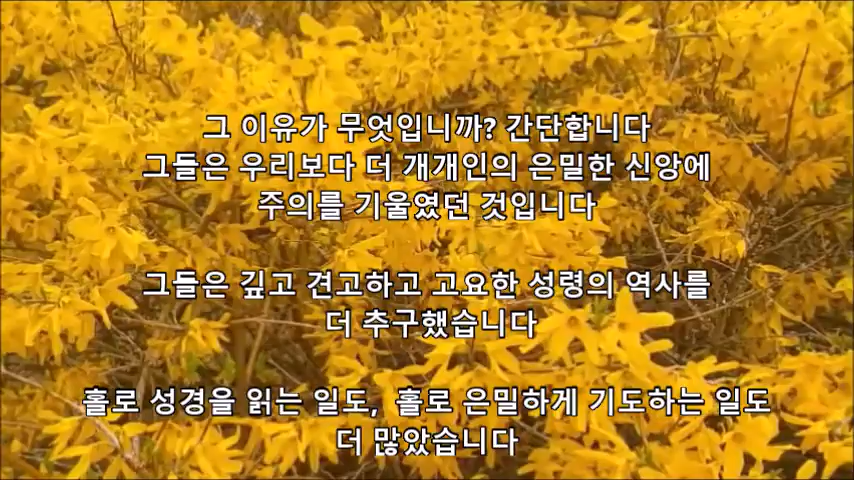 그 이유가 무엇입니까? 간단합니다
그들은 우리보다 더 개개인의 은밀한 신앙에
주의를 기울였던 것입니다
그들은 깊고 견고하고 고요한 성령의 역사를
더 추구했습니다
홀로 성경을 읽는 일도, 홀로 은밀하게 기도하는 일도
더 많았습니다